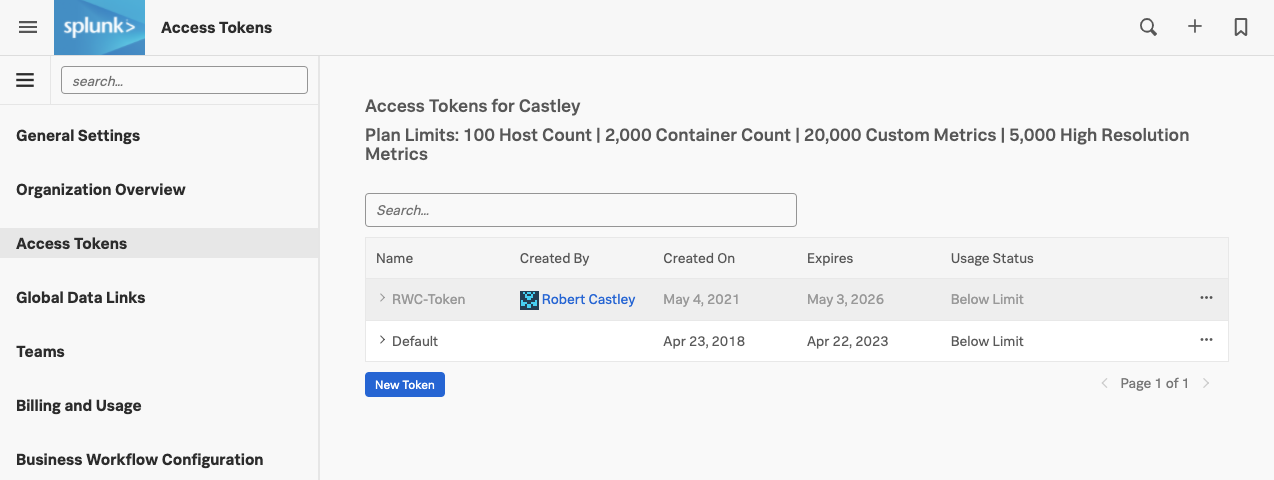 splunk> Access Tokens
search...
General Settings
Organization Overview
Access Tokens
Global Data Links
Teams
Billing and Usage
Business Workflow Configuration
Access Tokens for Castley
Plan Limits: 100 Host Count | 2,000 Container Count | 20,000 Custom Metrics | 5,000 High Resolution
Metrics
Search...
Name Created By Created On Expires Usage Status
RWC-Token Robert Castley May 4, 2021 May 3, 2026 Below Limit
Default Apr 23, 2018 Apr 22, 2023 Below Limit
New Token Page 1 of 1